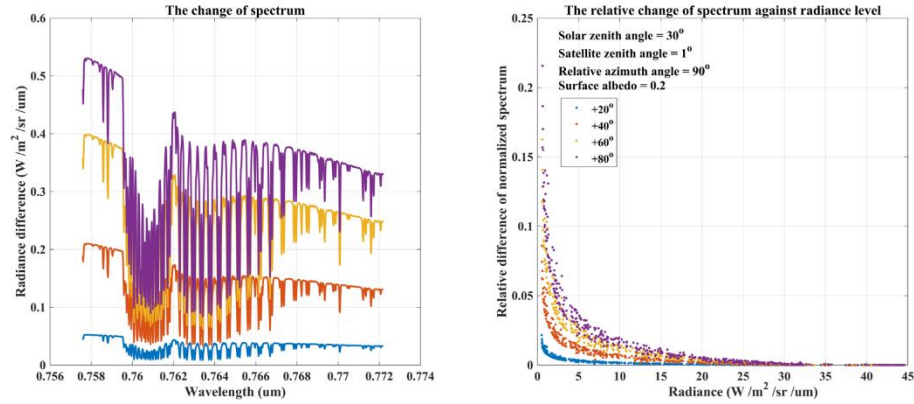 The change of spectrum
0.6
0.5
0.4
0.3
0.2
0.1
0
Radiance difference (W /m² /sr /um)
0.756 0.758 0.76 0.762 0.764 0.766 0.768 0.77 0.772 0.774
Wavelength (um)
The relative change of spectrum against radiance level
0.25
0.2
0.15
0.1
0.05
0
Relative difference of normalized spectrum
Solar zenith angle = 30°
Satellite zenith angle = 1°
Relative azimuth angle = 90°
Surface albedo = 0.2
+20°
+40°
+60°
+80°
0 5 10 15 20 25 30 35 40 45
Radiance (W /m² /sr /um)